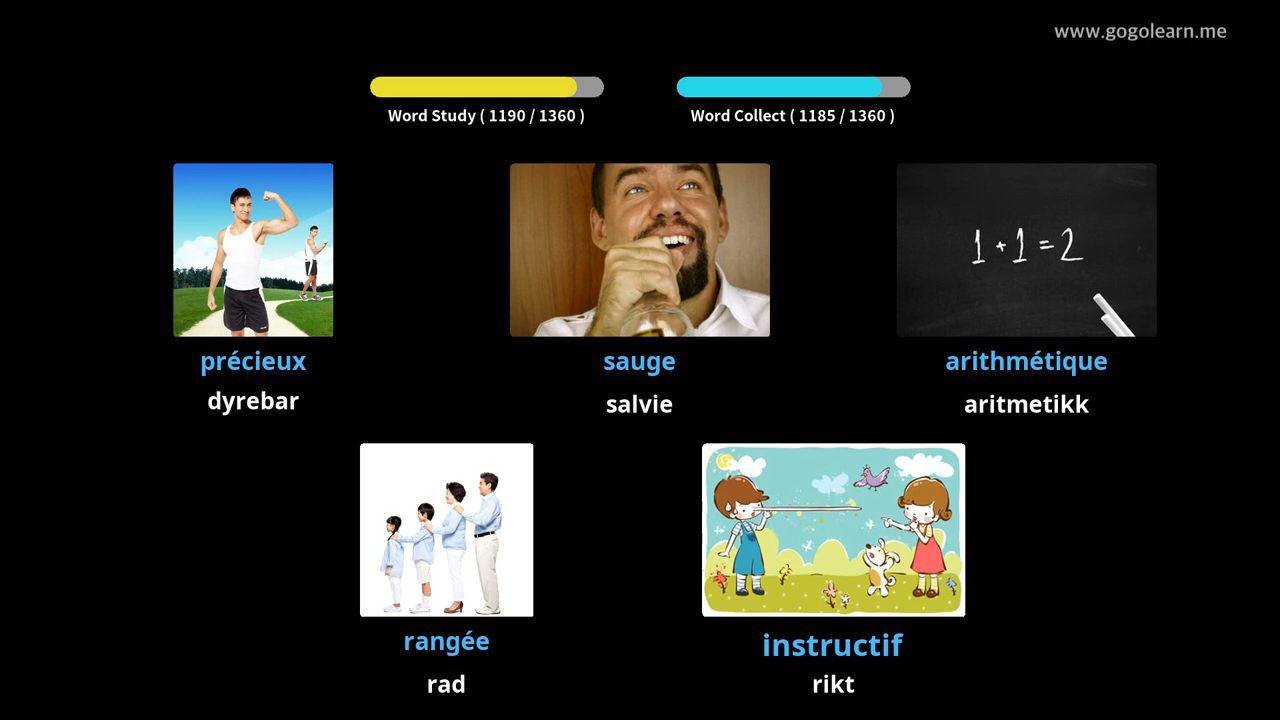 www.gogolearn.me
Word Study ( 1190 / 1360 )
Word Collect ( 1185 / 1360 )
précieux
dyrebar
sauge
salvie
1 + 1 = 2
arithmétique
aritmetikk
rangée
rad
instructif
rikt